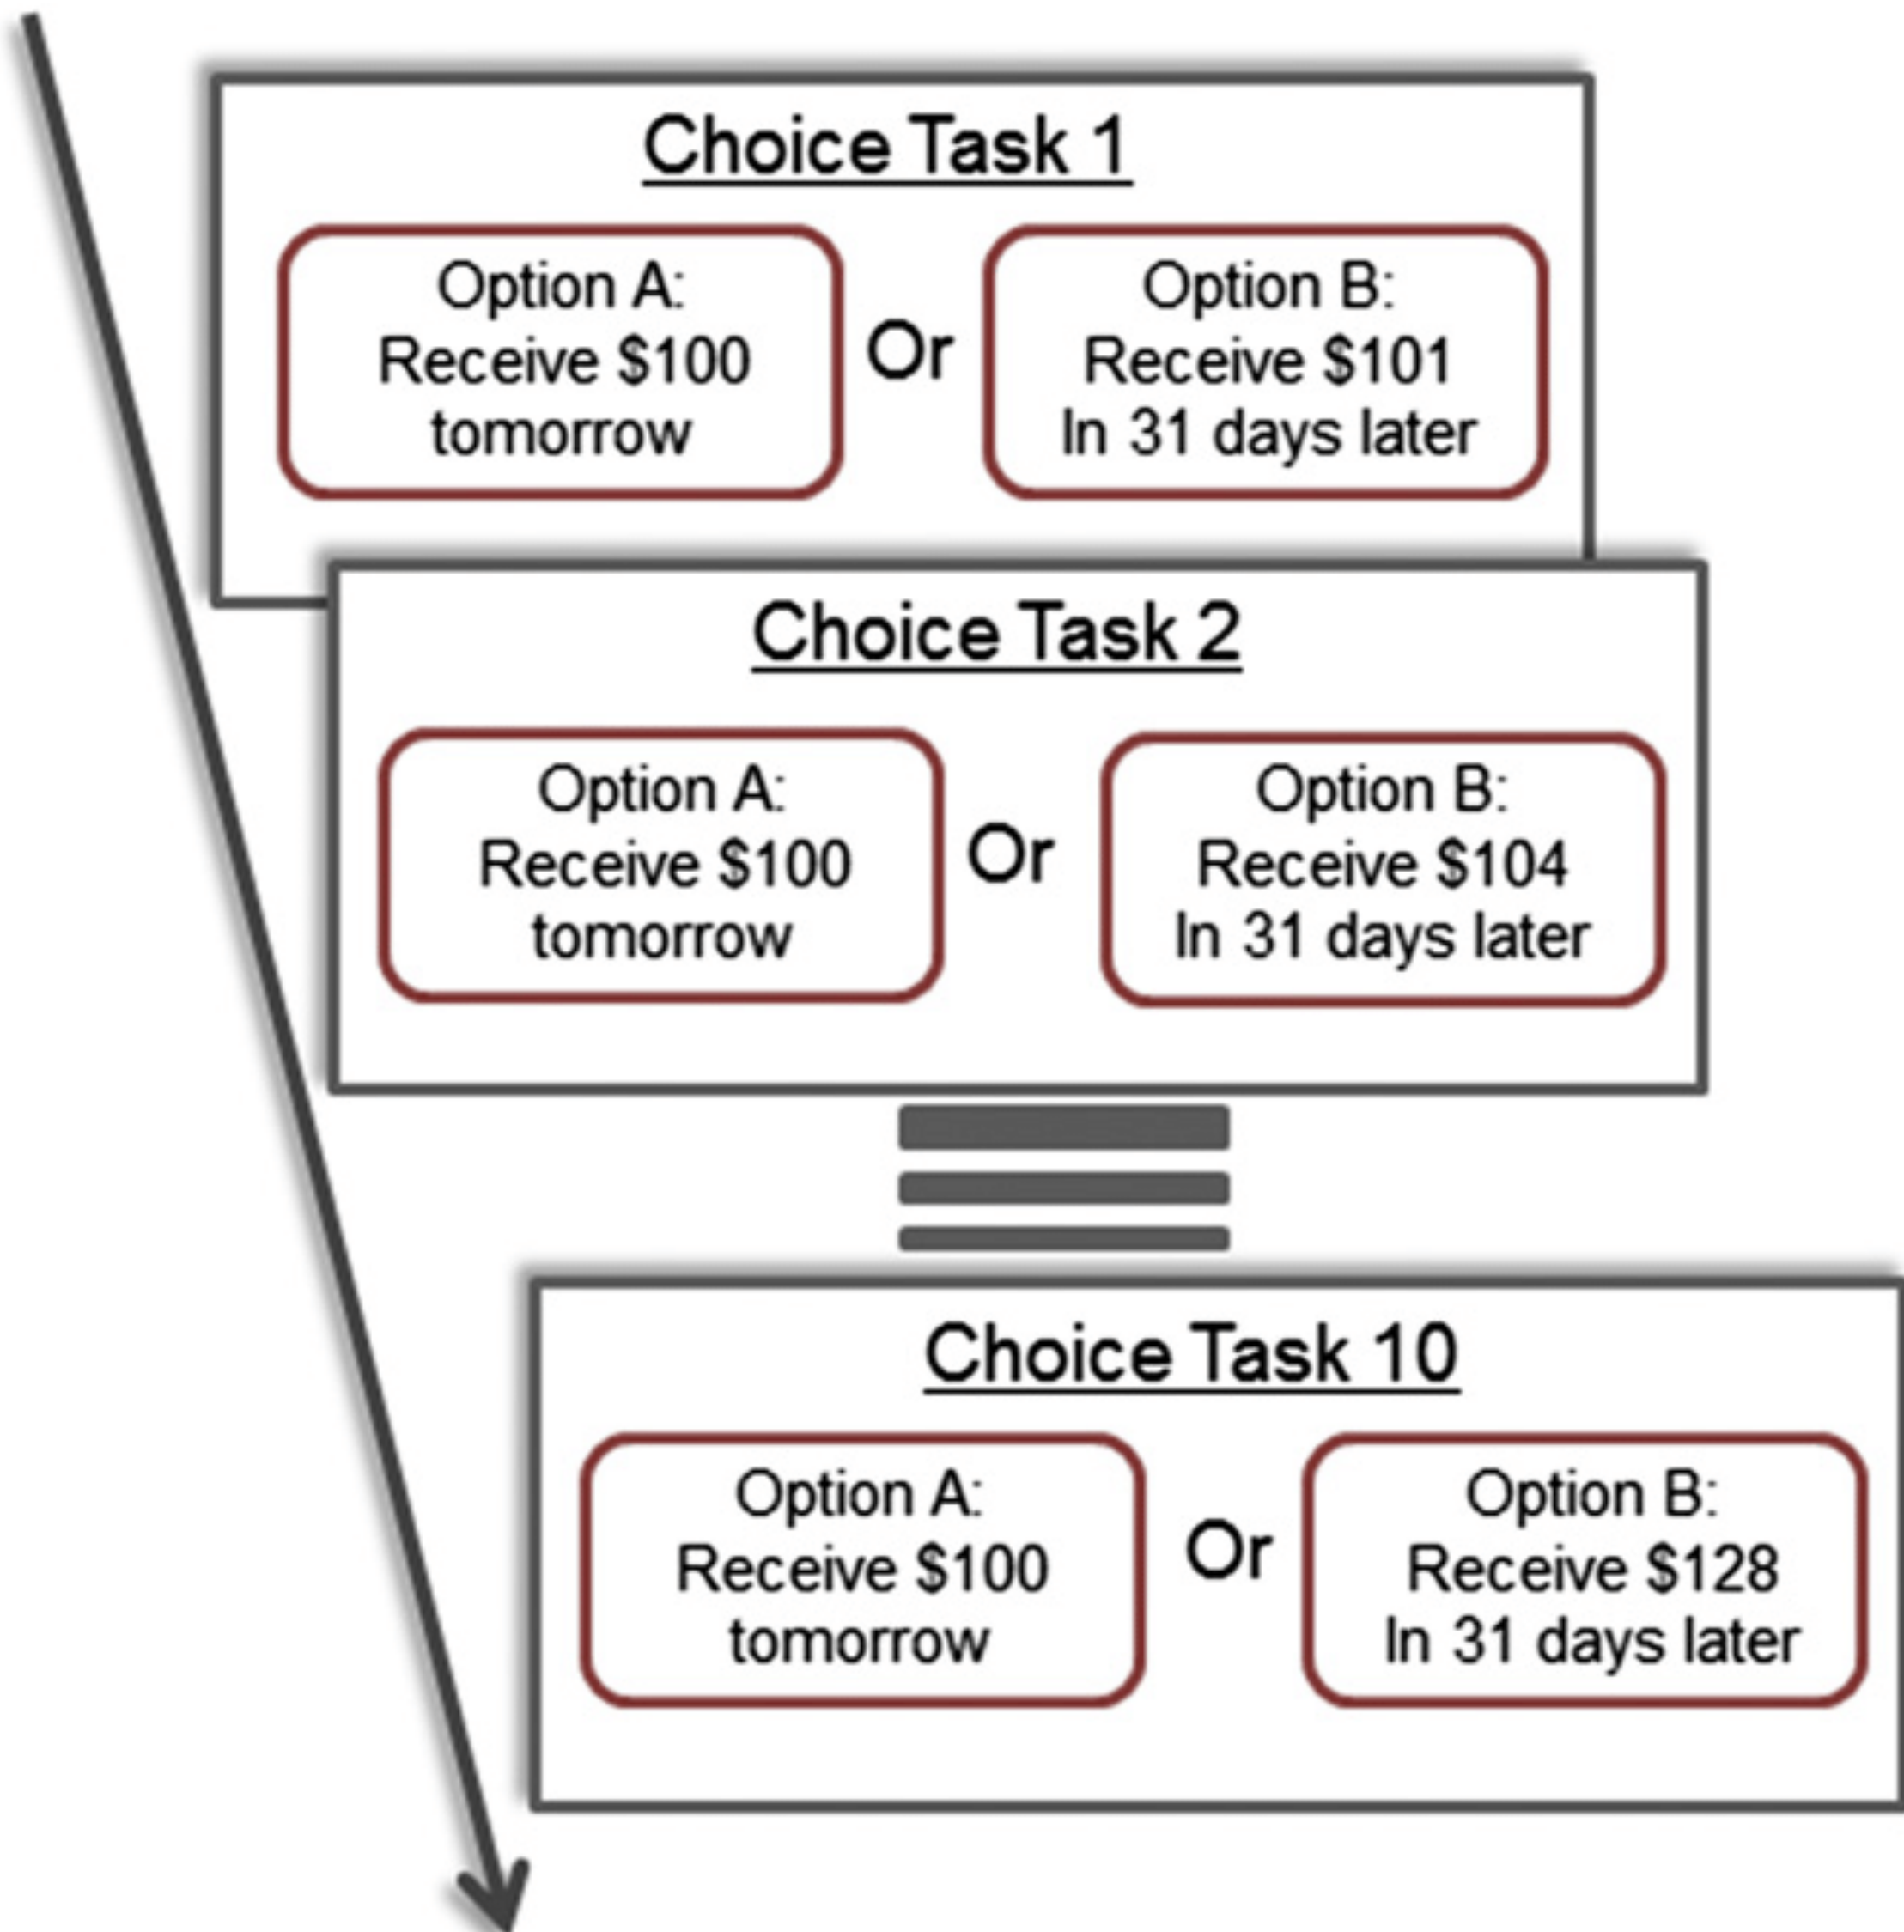 Choice Task 1
Option A:
Receive $100
tomorrow
Or
Option B:
Receive $101
In 31 days later
Choice Task 2
Option A:
Receive $100
tomorrow
Or
Option B:
Receive $104
In 31 days later
Choice Task 10
Option A:
Receive $100
tomorrow
Or
Option B:
Receive $128
In 31 days later